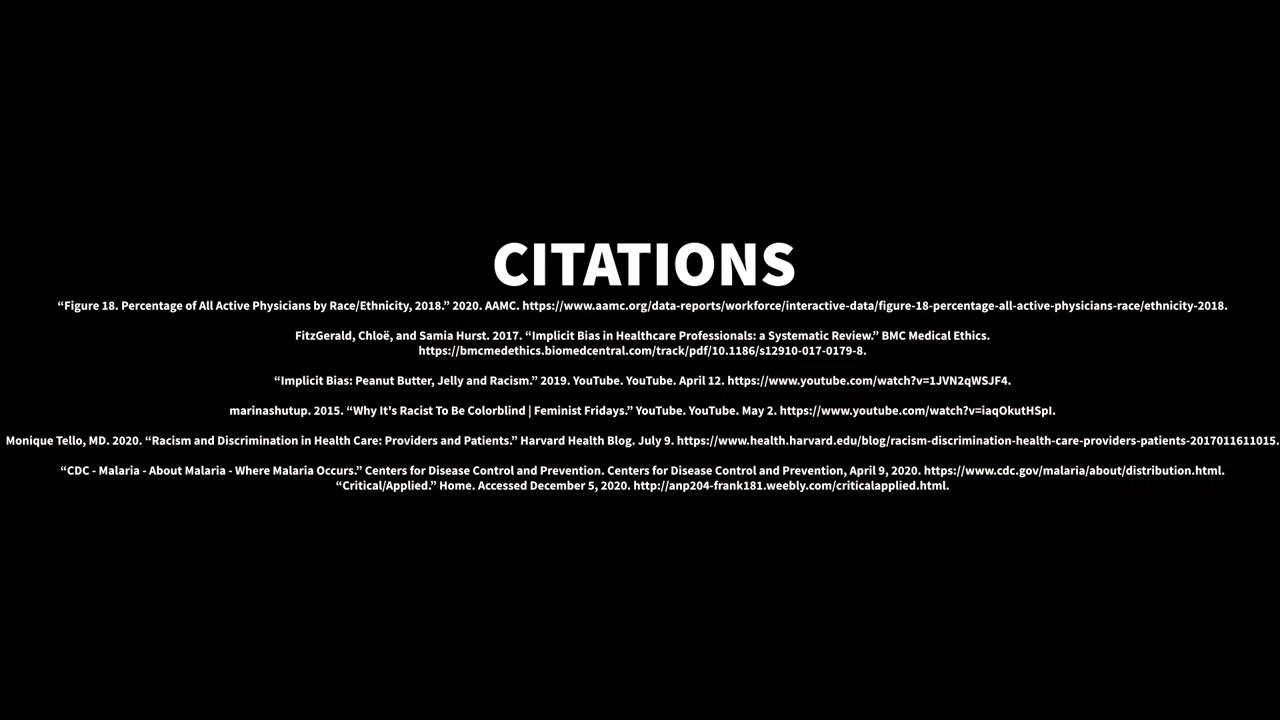 CITATIONS
“Figure 18. Percentage of All Active Physicians by Race/Ethnicity, 2018.” 2020. AAMC. https://www.aamc.org/data-reports/workforce/interactive-data/figure-18-percentage-all-active-physicians-race/ethnicity-2018.
FitzGerald, Chloë, and Samia Hurst. 2017. “Implicit Bias in Healthcare Professionals: a Systematic Review.” BMC Medical Ethics.
https://bmcmedethics.biomedcentral.com/track/pdf/10.1186/s12910-017-0179-8.
“Implicit Bias: Peanut Butter, Jelly and Racism.” 2019. YouTube. YouTube. April 12. https://www.youtube.com/watch?v=1JVN2qWSJF4.
marinashutup. 2015. “Why It's Racist To Be Colorblind | Feminist Fridays.” YouTube. YouTube. May 2. https://www.youtube.com/watch?v=iaqOkutHSpI.
Monique Tello, MD. 2020. “Racism and Discrimination in Health Care: Providers and Patients.” Harvard Health Blog. July 9. https://www.health.harvard.edu/blog/racism-discrimination-health-care-providers-patients-2017011611015.
“CDC - Malaria - About Malaria - Where Malaria Occurs.” Centers for Disease Control and Prevention. Centers for Disease Control and Prevention, April 9, 2020. https://www.cdc.gov/malaria/about/distribution.html.
“Critical/Applied.” Home. Accessed December 5, 2020. http://anp204-frank181.weebly.com/criticalapplied.html.